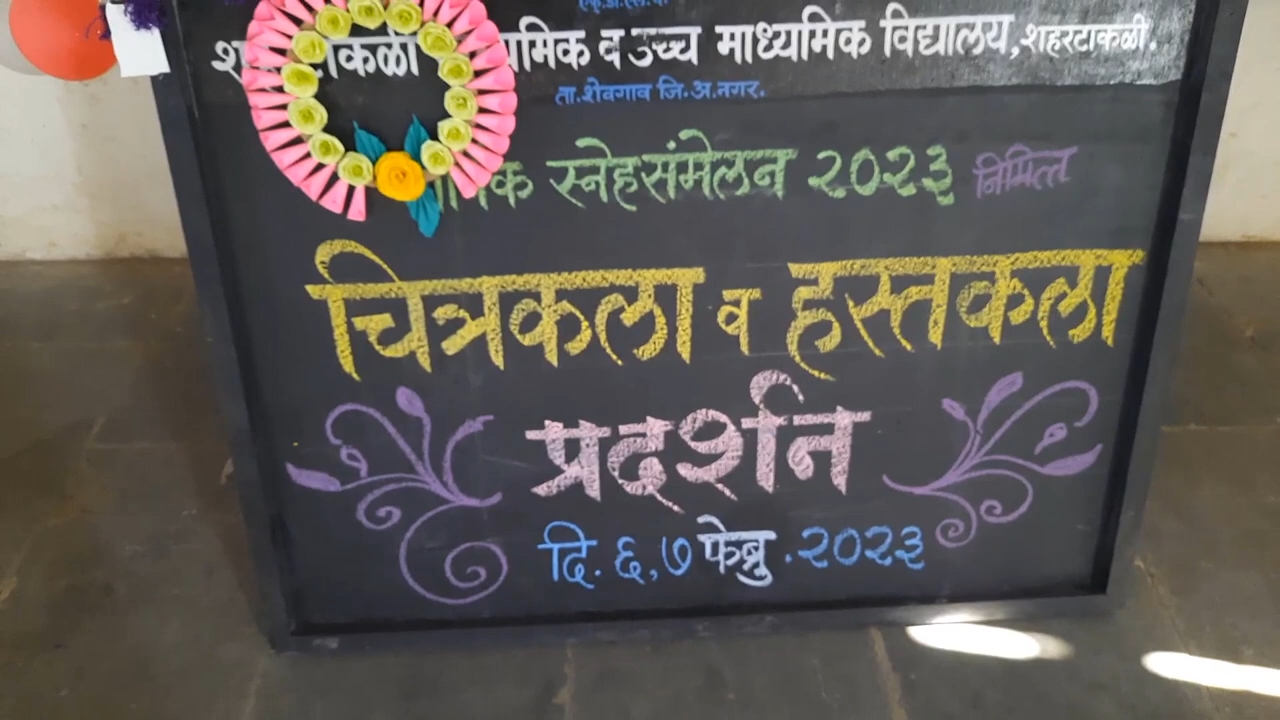 व उच्च माध्यमिक विद्यालय, शहरटाकळी.
ता.शेवगाव जि.अ.नगर.
स्नेहसंमेलन २०२३ निमित्त
चित्रकला व हस्तकला
प्रदर्शन
दि. ६,७ फेब्रु.२०२३